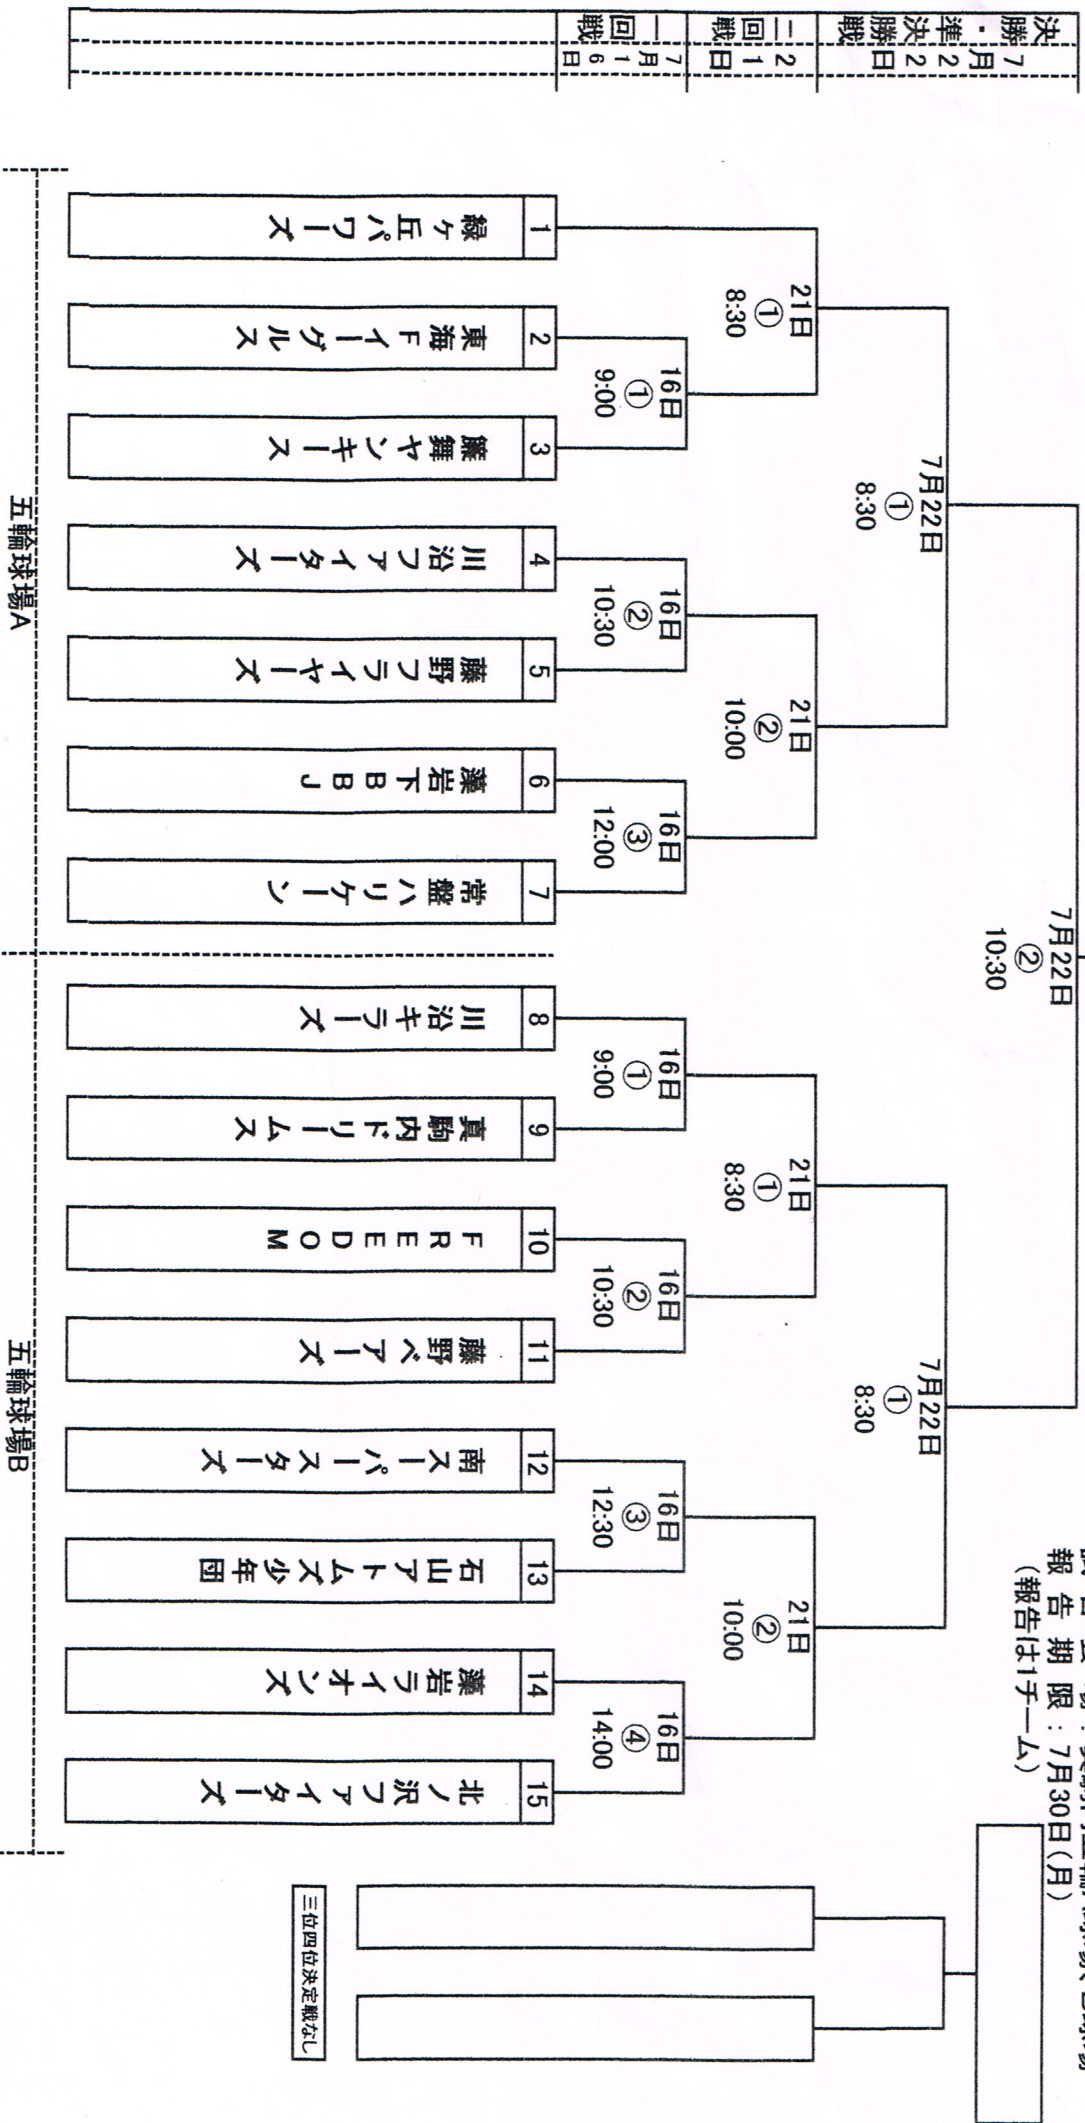 報告期限：7月30日(月)
(報告は1チーム)
決勝・準決勝戦
7月22日
二回戦
21日
一回戦
7月16日
7月22日
②
10:30
7月22日
①
8:30
7月22日
①
8:30
21日
①
8:30
21日
②
10:00
21日
①
8:30
21日
②
10:00
16日
①
9:00
16日
②
10:30
16日
③
12:00
16日
①
9:00
16日
②
10:30
16日
③
12:30
16日
④
14:00
1 緑ヶ丘パワーズ
2 東海Fイーグルス
3 簾舞ヤンキース
4 川沿ファイターズ
5 藤野フライヤーズ
6 藻岩下BBJ
7 常盤ハリケーン
8 川沿キラーズ
9 真駒内ドリームス
10 FREEDOM
11 藤野ベアーズ
12 南スーパースターズ
13 石山アトムズ少年団
14 藻岩ライオンズ
15 北ノ沢ファイターズ
五輪球場A
五輪球場B
三位四位決定戦なし